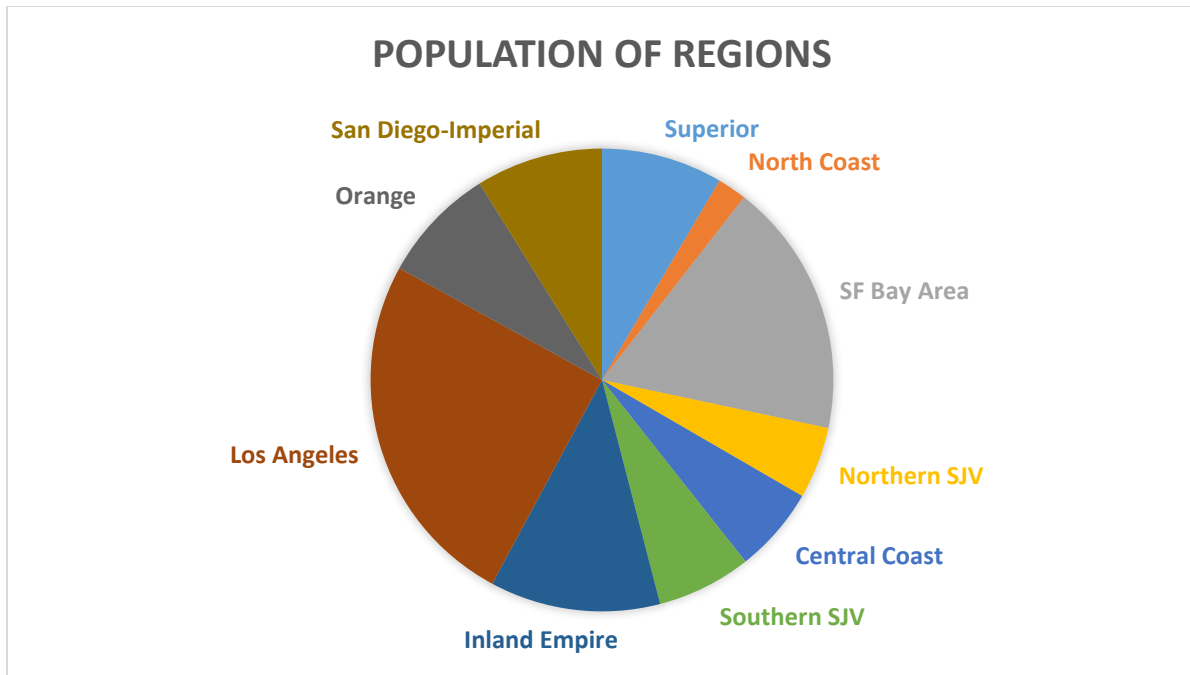 POPULATION OF REGIONS
San Diego-Imperial
Superior
North Coast
Orange
SF Bay Area
Los Angeles
Northern SJV
Central Coast
Southern SJV
Inland Empire